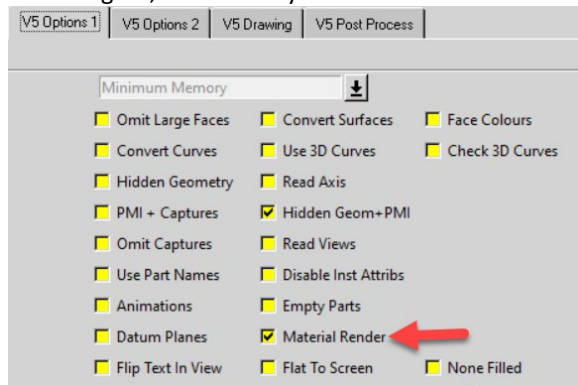 V5 Options 1 V5 Options 2 V5 Drawing V5 Post Process
Minimum Memory
Omit Large Faces Convert Surfaces Face Colours
Convert Curves Use 3D Curves Check 3D Curves
Hidden Geometry Read Axis
PMI + Captures Hidden Geom+PMI
Omit Captures Read Views
Use Part Names Disable Inst Attribs
Animations Empty Parts
Datum Planes Material Render
Flip Text In View Flat To Screen None Filled